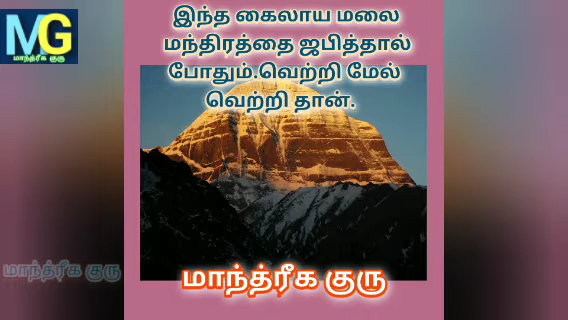 MG
மாந்த்ரீக குரு
இந்த கைலாய மலை
மந்திரத்தை ஜபித்தால்
போதும்.வெற்றி மேல்
வெற்றி தான்.
மாந்த்ரீக குரு
மாந்த்ரீக குரு